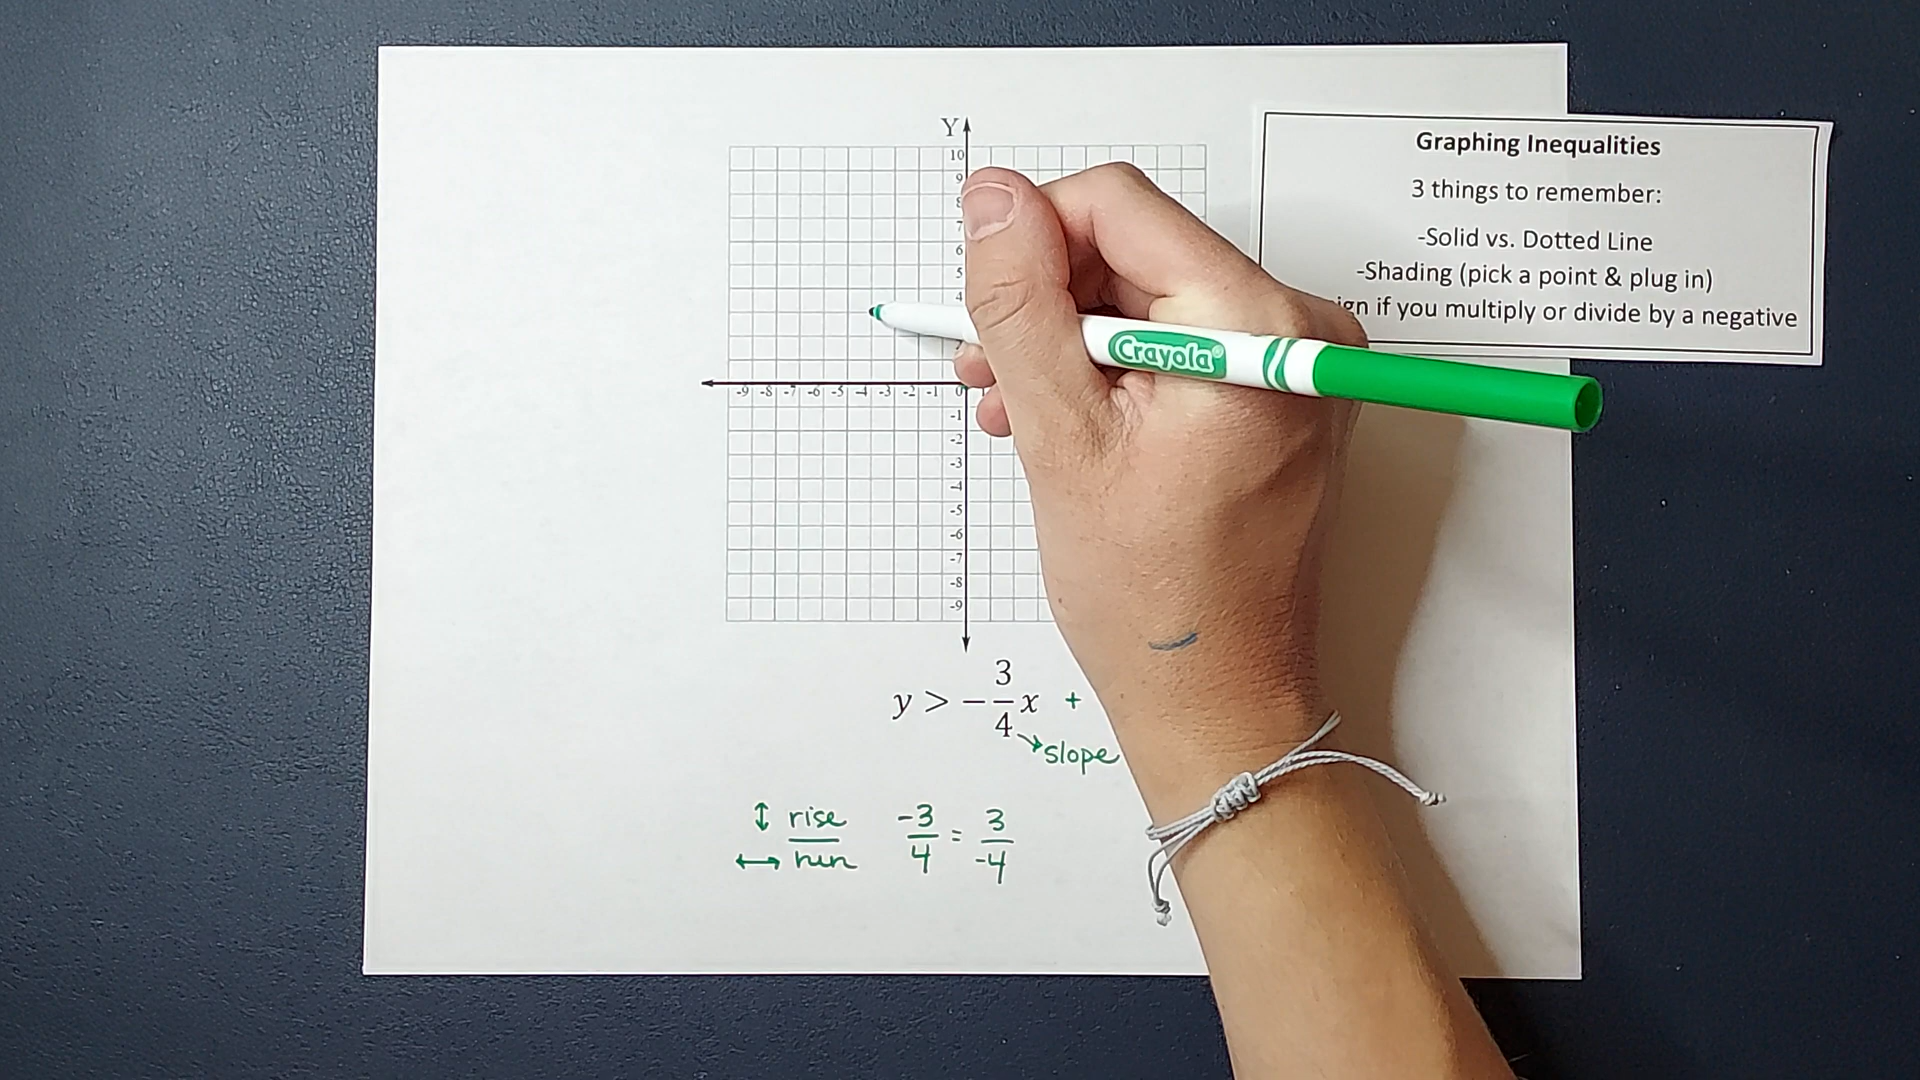 Y
10
9
8
7
6
5
4
-9 -8 -7 -6 -5 -4 -3 -2 -1 0
-1
-2
-3
-4
-5
-6
-7
-8
-9
Graphing Inequalities
3 things to remember:
-Solid vs. Dotted Line
-Shading (pick a point & plug in)
if you multiply or divide by a negative
Crayola
y > -3/4 x +
slope
↕ rise / ↔ run -3/4 = 3/-4